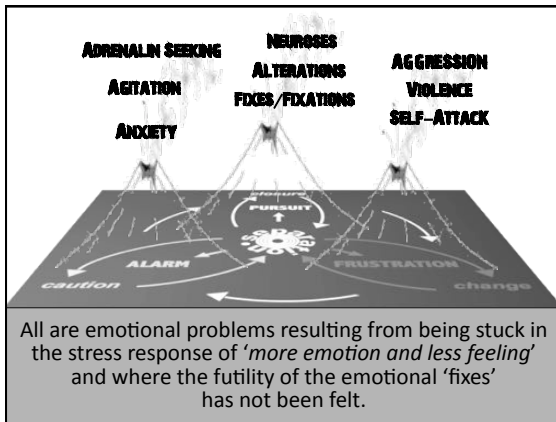 ADRENALIN SEEKING
AGITATION
ANXIETY
NEUROSES
ALTERATIONS
FIXES/FIXATIONS
AGGRESSION
VIOLENCE
SELF-ATTACK
closure
PURSUIT
ALARM
FRUSTRATION
caution
change
All are emotional problems resulting from being stuck in
the stress response of ‘more emotion and less feeling’
and where the futility of the emotional ‘fixes’
has not been felt.